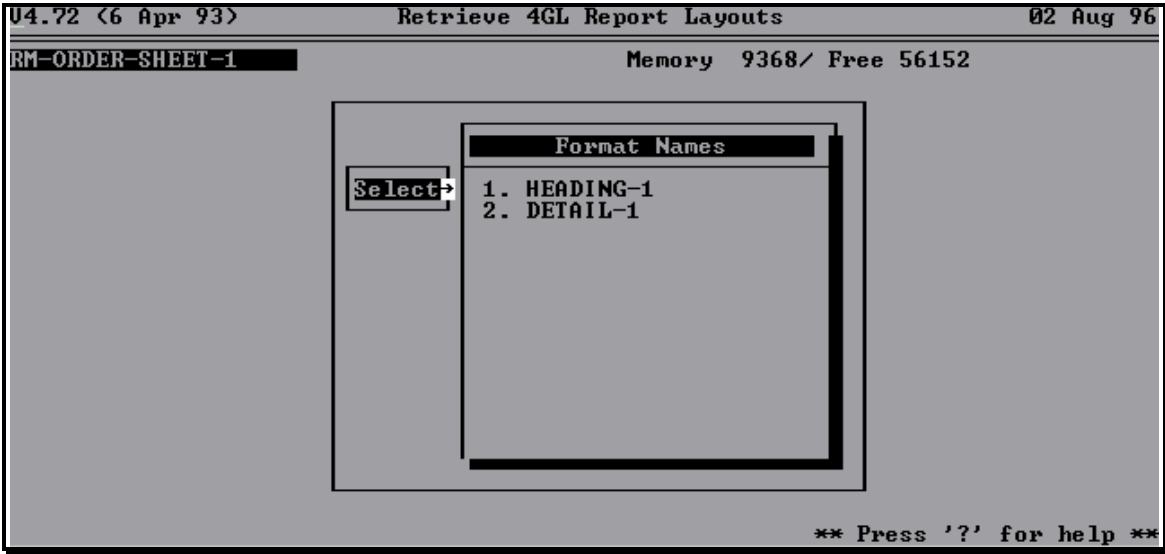 V4.72 (6 Apr 93) Retrieve 4GL Report Layouts 02 Aug 96
RM-ORDER-SHEET-1 Memory 9368/ Free 56152
Format Names
Select→ 1. HEADING-1
2. DETAIL-1
** Press '?' for help **